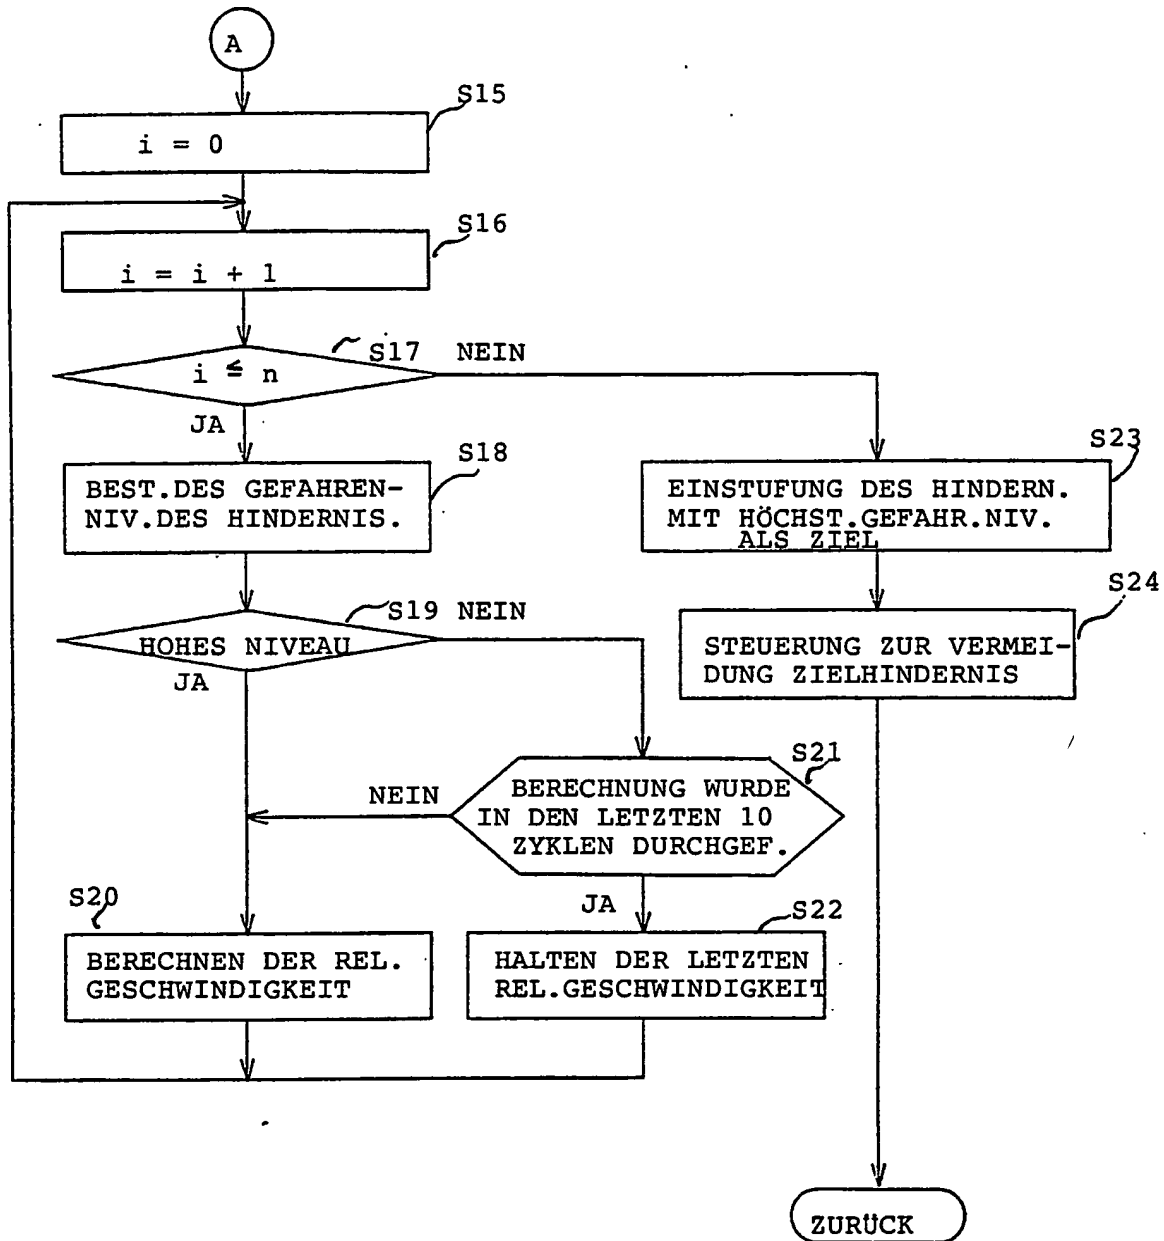 A
S15
i = 0
S16
i = i + 1
S17 NEIN
i ≦ n
JA
S18
BEST.DES GEFAHREN-
NIV.DES HINDERNIS.
S23
EINSTUFUNG DES HINDERN.
MIT HÖCHST.GEFAHR.NIV.
ALS ZIEL
S19 NEIN
HOHES NIVEAU
JA
S24
STEUERUNG ZUR VERMEI-
DUNG ZIELHINDERNIS
S21
NEIN
BERECHNUNG WURDE
IN DEN LETZTEN 10
ZYKLEN DURCHGEF.
JA
S20
BERECHNEN DER REL.
GESCHWINDIGKEIT
S22
HALTEN DER LETZTEN
REL.GESCHWINDIGKEIT
ZURÜCK